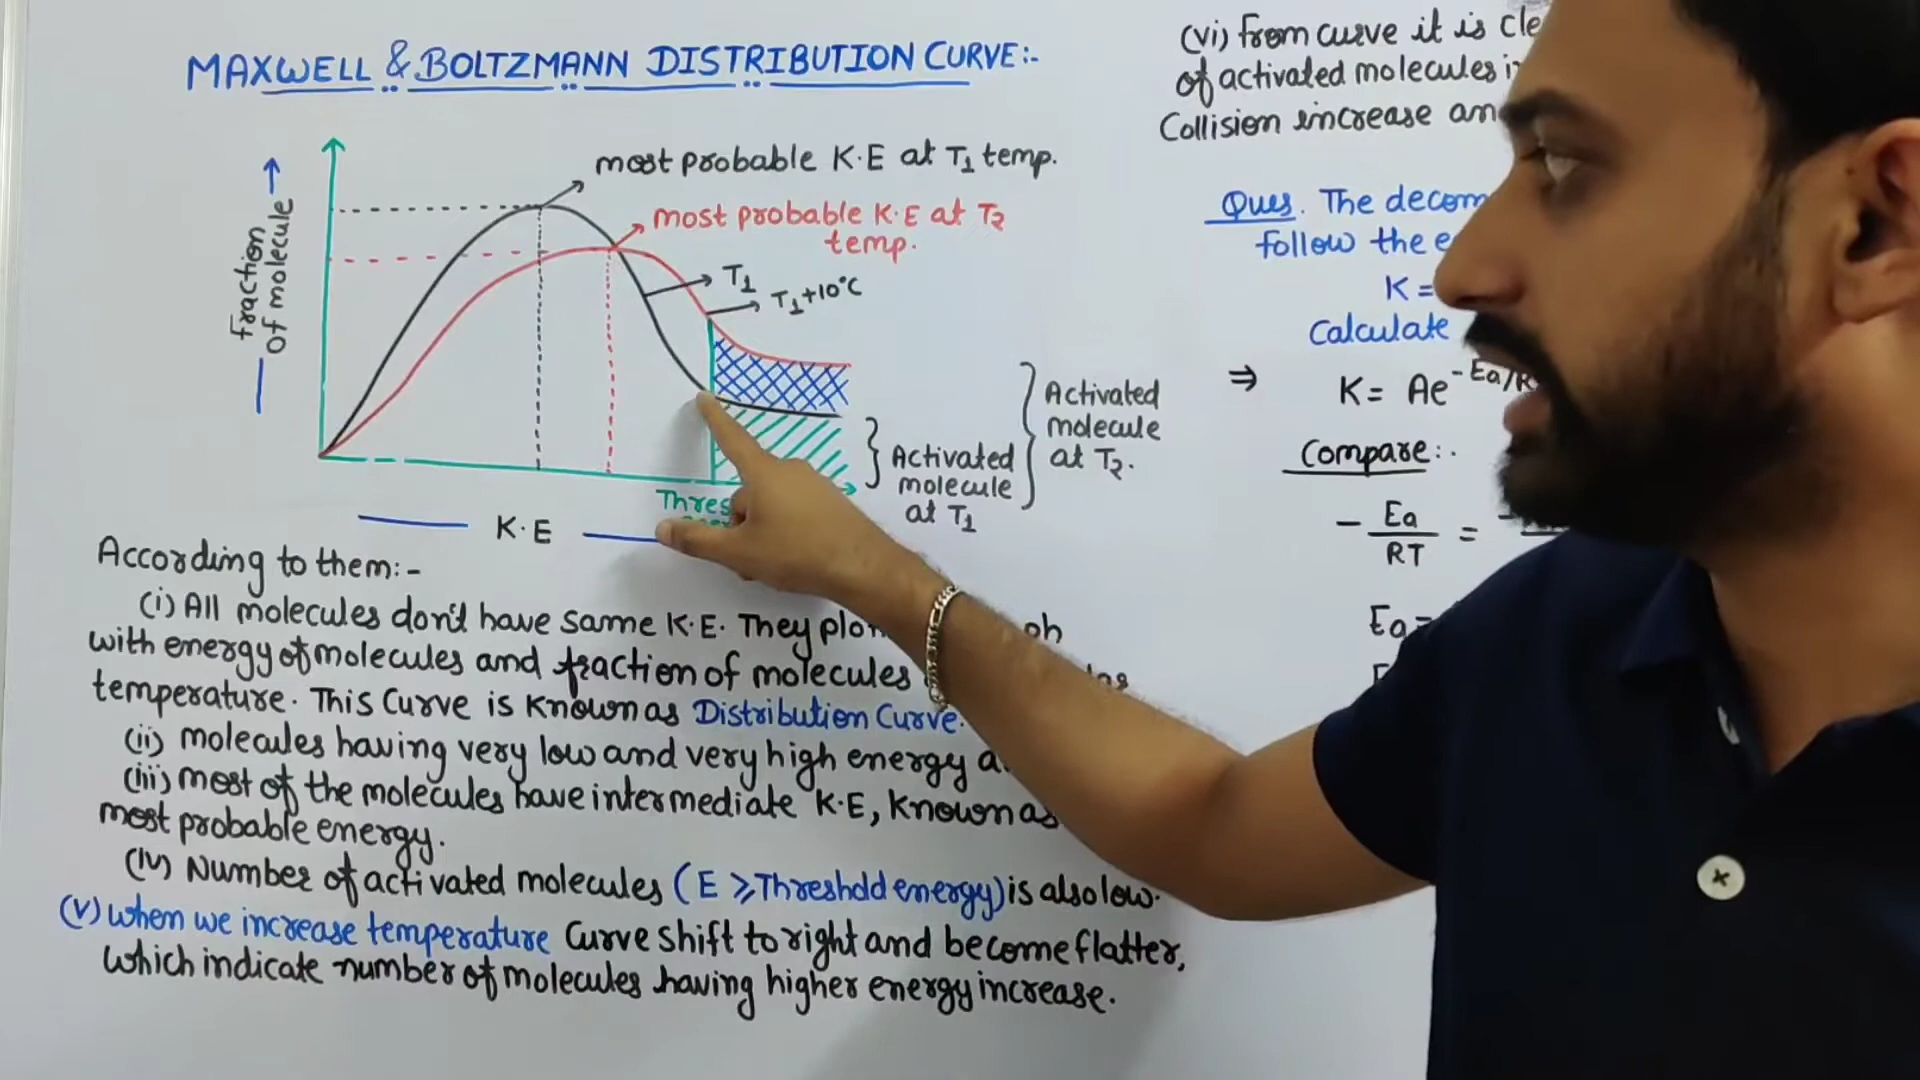 MAXWELL & BOLTZMANN DISTRIBUTION CURVE:-
most probable K.E at T1 temp.
most probable K.E at T2
temp.
T1
T1+10°C
Fraction
of molecule
Activated
molecule
at T2.
Activated
molecule
at T1
K.E
According to them:-
(i) All molecules don't have same K.E. They
with energy of molecules and fraction of molecules
temperature. This Curve is Known as Distribution Curve.
(ii) molecules having very low and very high energy
(iii) most of the molecules have intermediate K.E, Known as
most probable energy.
(iv) Number of activated molecules (E ≥ Threshold energy) is also low.
(v) when we increase temperature Curve shift to right and become flatter,
which indicate number of molecules having higher energy increase.
(vi) from curve it is
of activated molecules
Collision increase
Ques. The
follow the
K =
Calculate
⇒ K = Ae^-Ea/
Compare:.
- Ea/RT =
Ea=